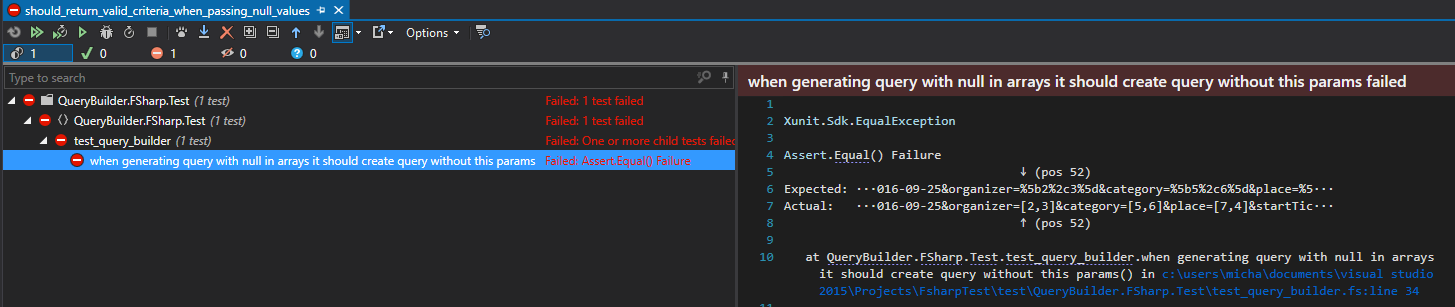 should_return_valid_criteria_when_passing_null_values
Options
1 0 1 0 0
Type to search
QueryBuilder.FSharp.Test (1 test) Failed: 1 test failed
QueryBuilder.FSharp.Test (1 test) Failed: 1 test failed
test_query_builder (1 test) Failed: One or more child tests failed
when generating query with null in arrays it should create query without this params Failed: Assert.Equal() Failure
when generating query with null in arrays it should create query without this params failed
1
2 Xunit.Sdk.EqualException
3
4 Assert.Equal() Failure
5 ↓ (pos 52)
6 Expected: ···016-09-25&organizer=%5b2%2c3%5d&category=%5b5%2c6%5d&place=%5···
7 Actual: ···016-09-25&organizer=[2,3]&category=[5,6]&place=[7,4]&startTic···
8 ↑ (pos 52)
9
10 at QueryBuilder.FSharp.Test.test_query_builder.when generating query with null in arrays
it should create query without this params() in c:\users\micha\documents\visual studio
2015\Projects\FsharpTest\test\QueryBuilder.FSharp.Test\test_query_builder.fs:line 34